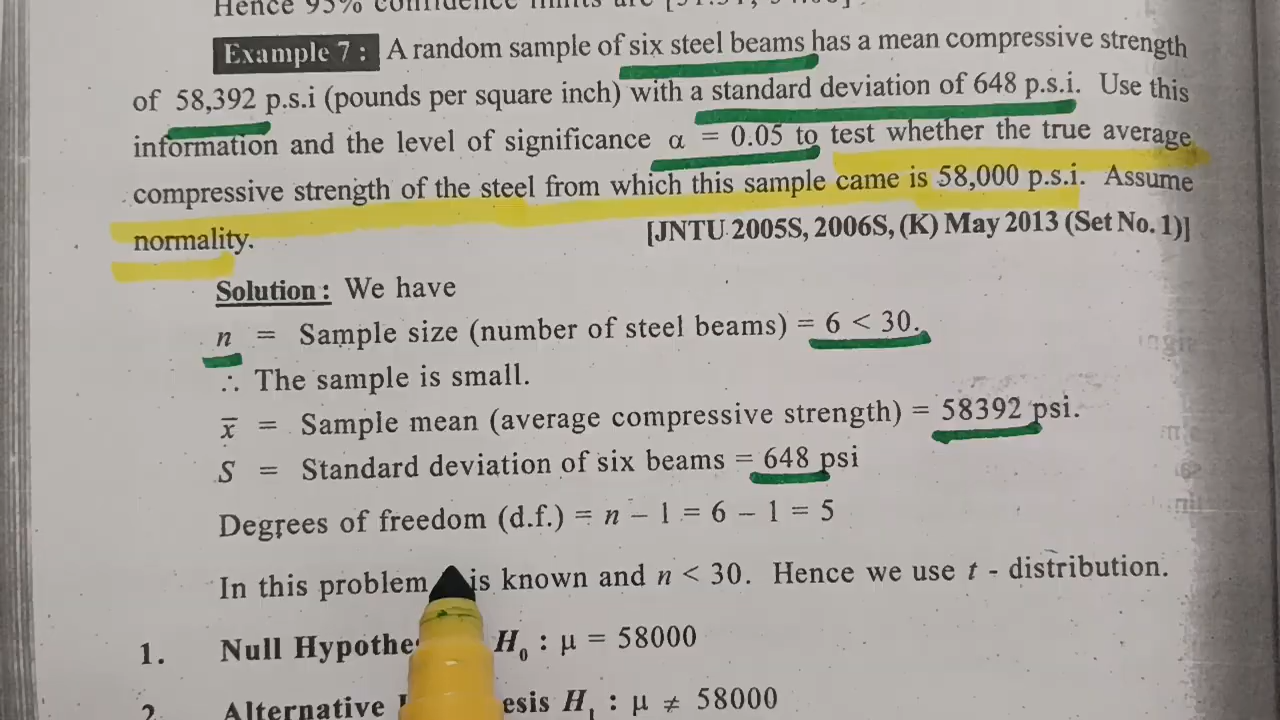 Hence 95% confidence limits are
Example 7 : A random sample of six steel beams has a mean compressive strength
of 58,392 p.s.i (pounds per square inch) with a standard deviation of 648 p.s.i. Use this
information and the level of significance α = 0.05 to test whether the true average
compressive strength of the steel from which this sample came is 58,000 p.s.i. Assume
normality.
[JNTU 2005S, 2006S, (K) May 2013 (Set No. 1)]
Solution : We have
n = Sample size (number of steel beams) = 6 < 30.
∴ The sample is small.
x̄ = Sample mean (average compressive strength) = 58392 psi.
S = Standard deviation of six beams = 648 psi
Degrees of freedom (d.f.) = n – 1 = 6 – 1 = 5
In this problem is known and n < 30. Hence we use t - distribution.
1. Null H₀ : μ = 58000
2. Alternative H₁ : μ ≠ 58000